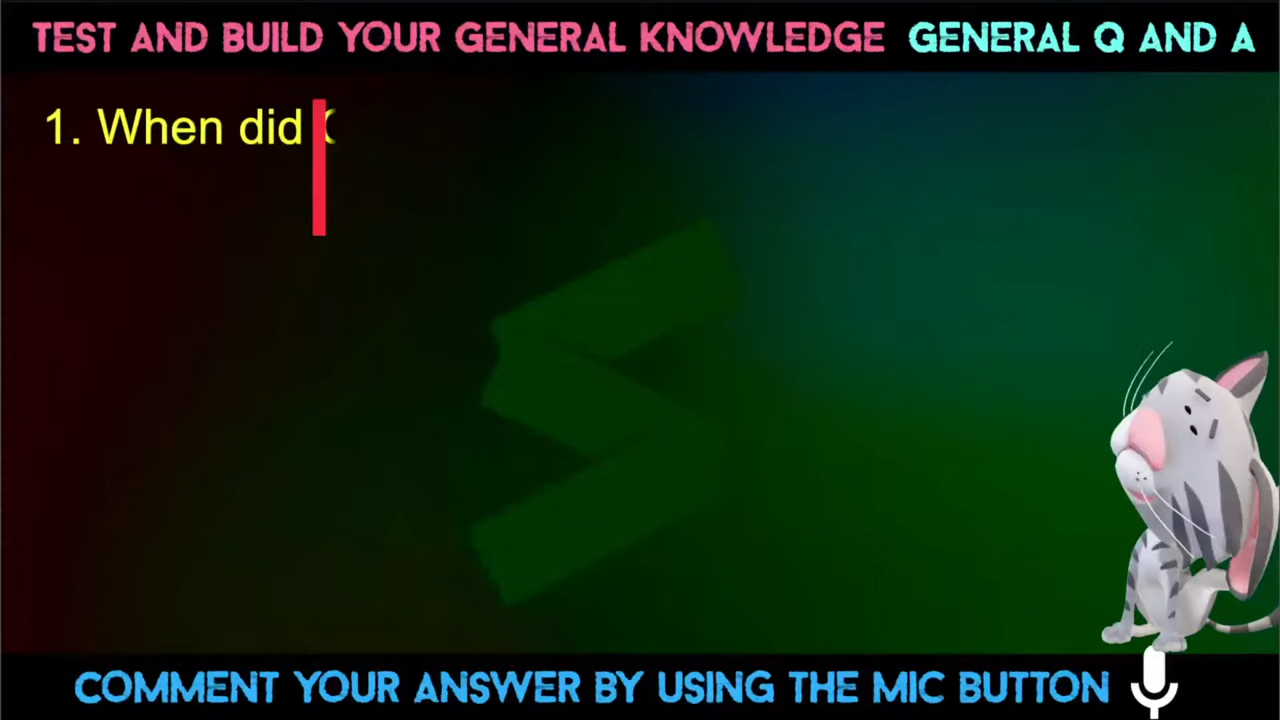 TEST AND BUILD YOUR GENERAL KNOWLEDGE GENERAL Q AND A
1. When did
COMMENT YOUR ANSWER BY USING THE MIC BUTTON